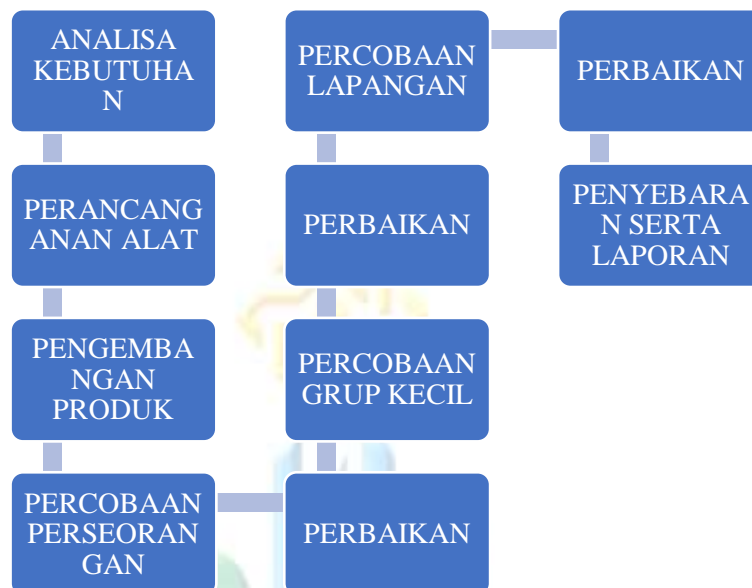 ANALISA
KEBUTUHA
N
PERANCANG
ANAN ALAT
PENGEMBA
NGAN
PRODUK
PERCOBAAN
PERSEORAN
GAN
PERBAIKAN
PERCOBAAN
GRUP KECIL
PERBAIKAN
PERCOBAAN
LAPANGAN
PERBAIKAN
PENYEBARA
N SERTA
LAPORAN